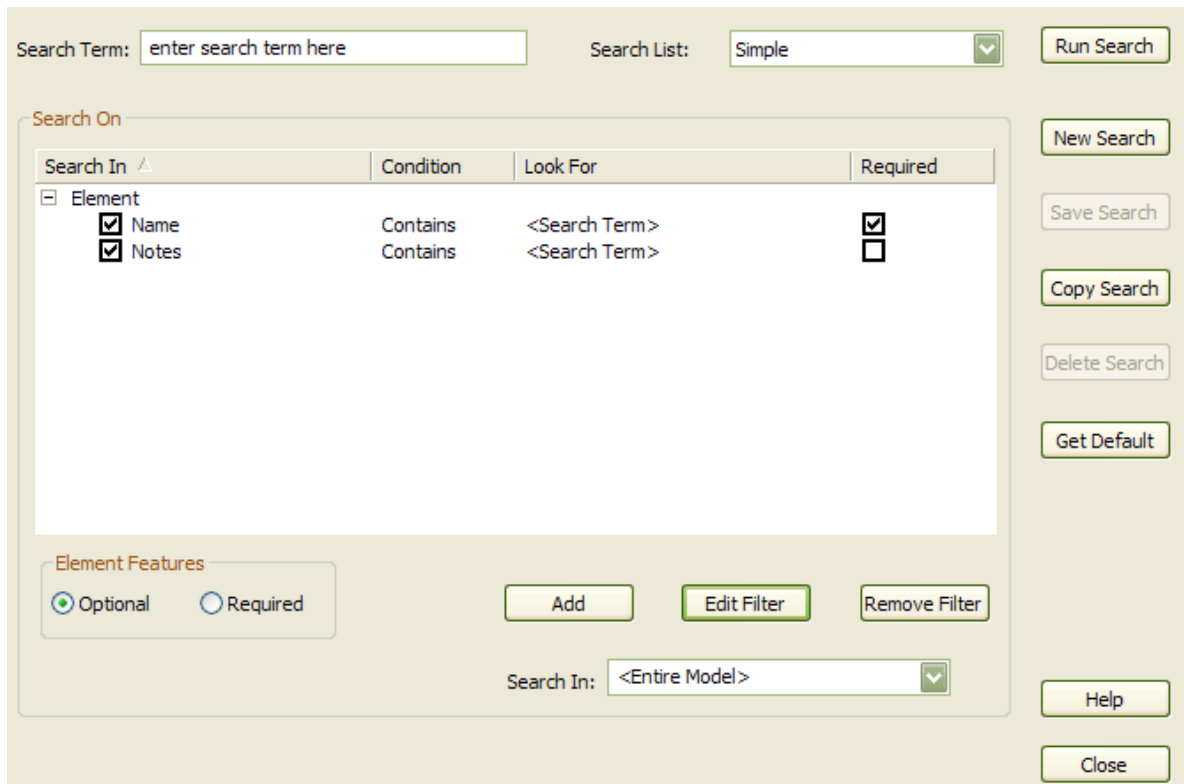 Search Term: enter search term here Search List: Simple Run Search
Search On
New Search
Search In Condition Look For Required
Element
Name Contains <Search Term>
Notes Contains <Search Term>
Save Search
Copy Search
Delete Search
Get Default
Element Features
Optional Required Add Edit Filter Remove Filter
Search In: <Entire Model>
Help
Close